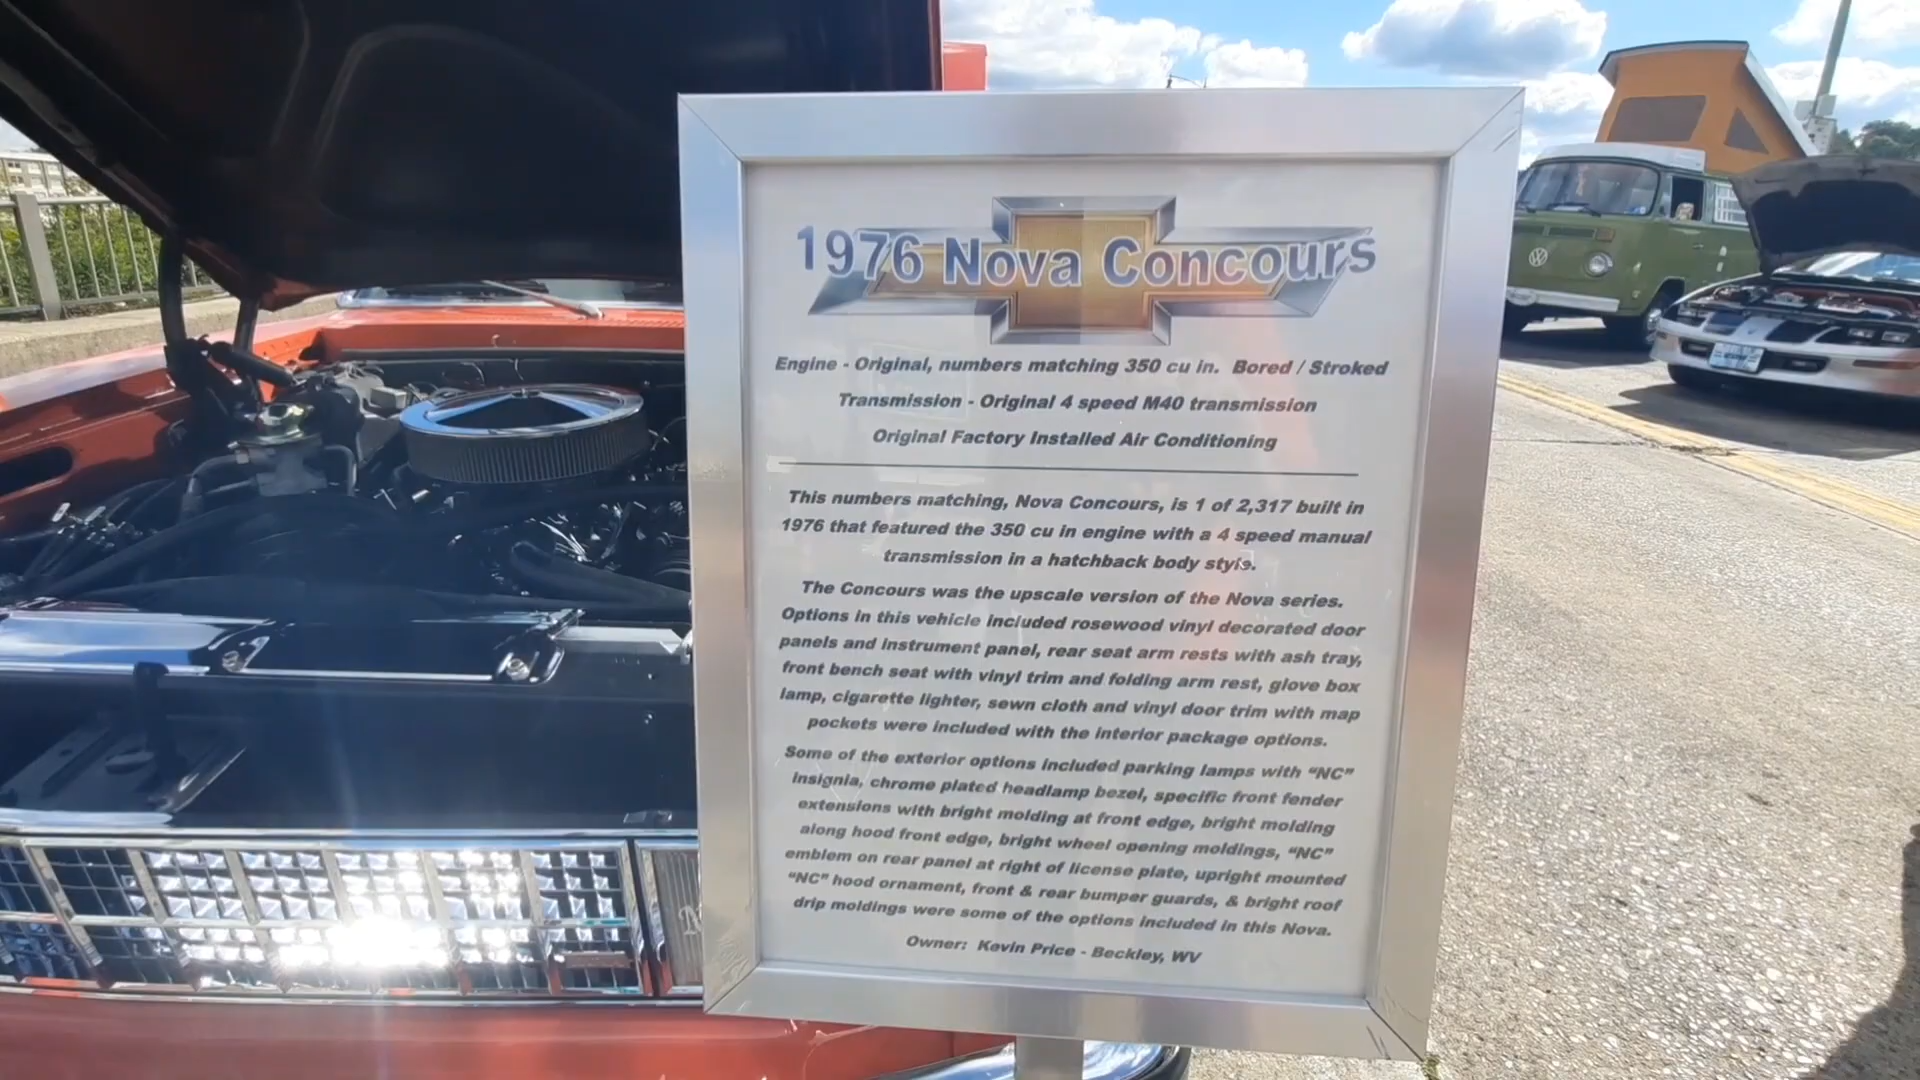 1976 Nova Concours
Engine - Original, numbers matching 350 cu in. Bored / Stroked
Transmission - Original 4 speed M40 transmission
Original Factory Installed Air Conditioning
This numbers matching, Nova Concours, is 1 of 2,317 built in
1976 that featured the 350 cu in engine with a 4 speed manual
transmission in a hatchback body style.
The Concours was the upscale version of the Nova series.
Options in this vehicle included rosewood vinyl decorated door
panels and instrument panel, rear seat arm rests with ash tray,
front bench seat with vinyl trim and folding arm rest, glove box
lamp, cigarette lighter, sewn cloth and vinyl door trim with map
pockets were included with the interior package options.
Some of the exterior options included parking lamps with “NC”
insignia, chrome plated headlamp bezel, specific front fender
extensions with bright molding at front edge, bright molding
along hood front edge, bright wheel opening moldings, “NC”
emblem on rear panel at right of license plate, upright mounted
“NC” hood ornament, front & rear bumper guards, & bright roof
drip moldings were some of the options included in this Nova.
Owner: Kevin Price - Beckley, WV